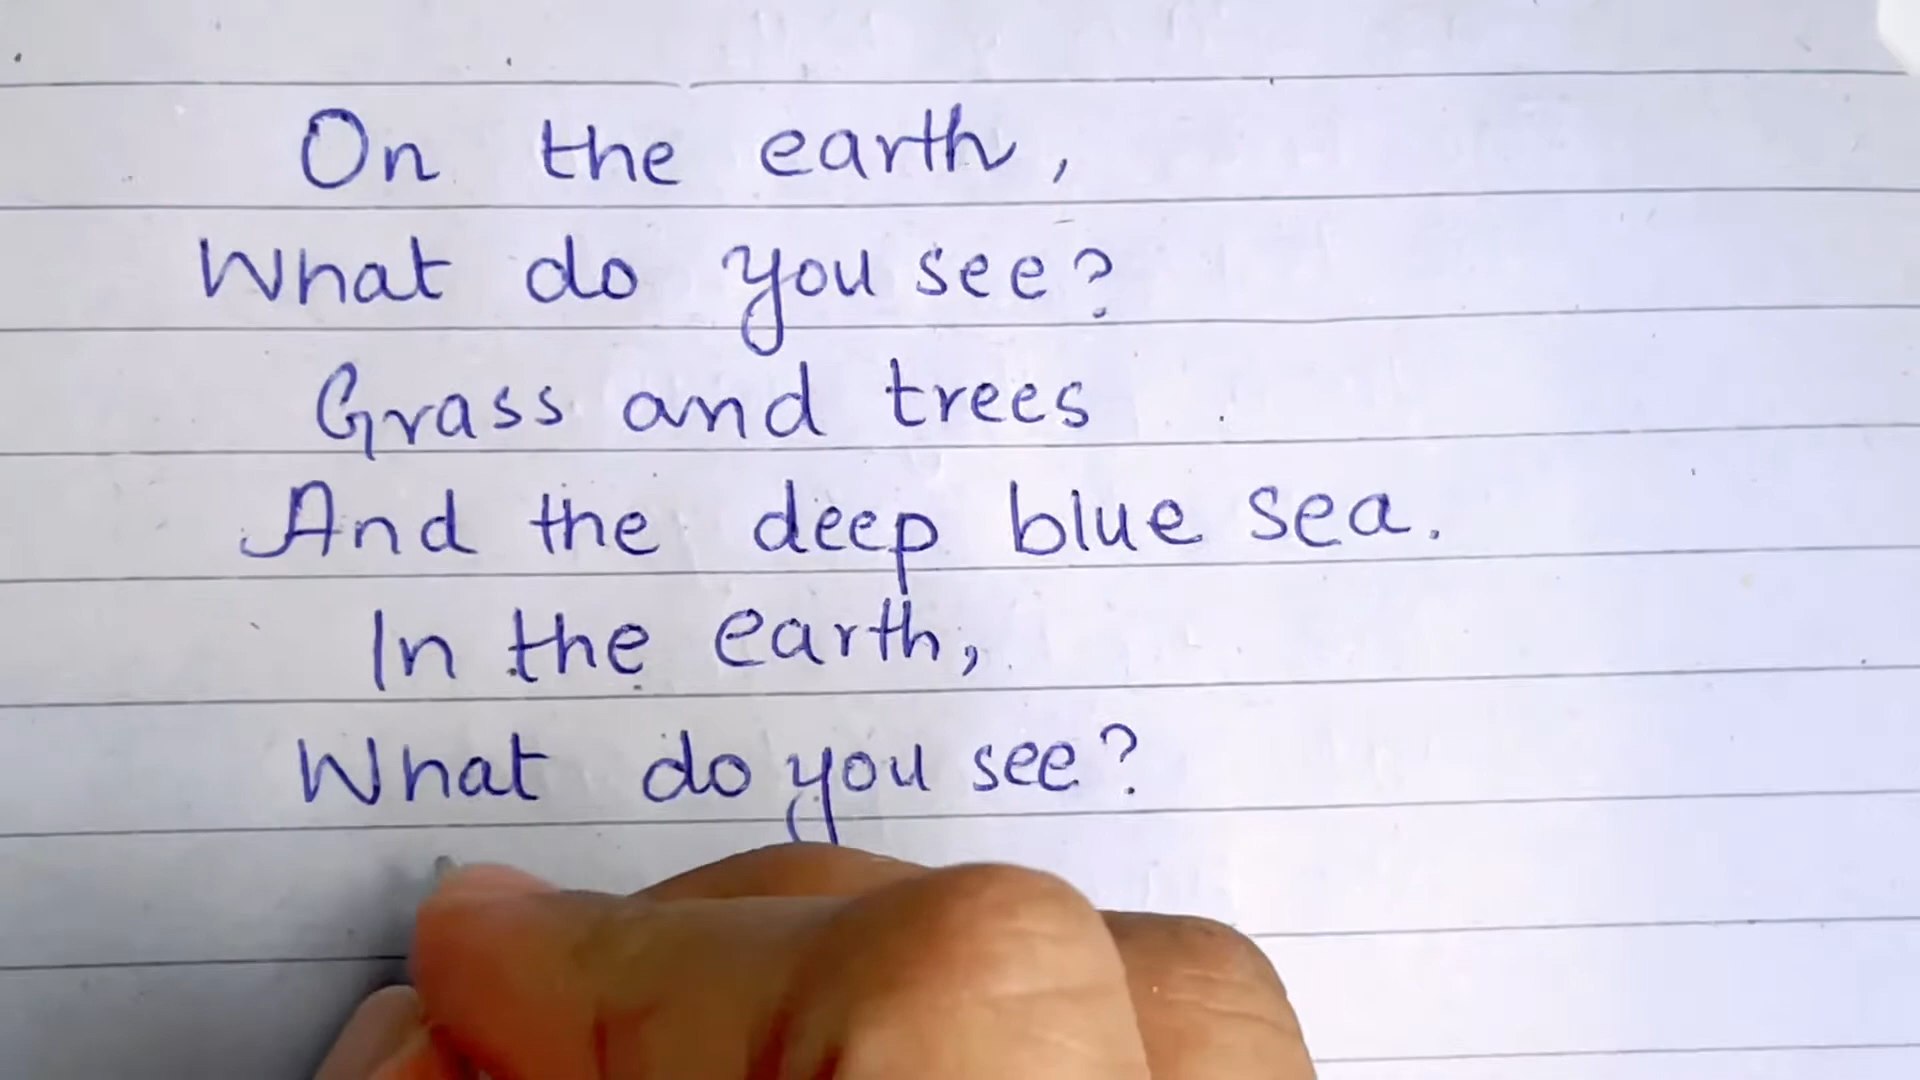 On the earth,
What do you see?
Grass and trees
And the deep blue sea.
In the earth,
What do you see?